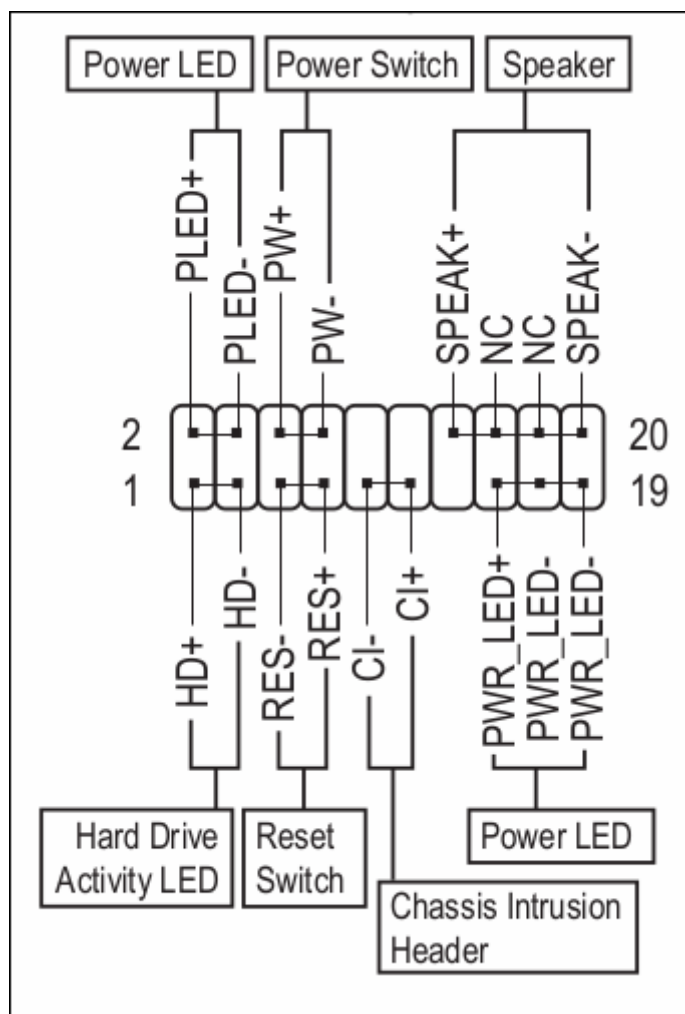 Power LED
Power Switch
Speaker
PLED+
PLED-
PW+
PW-
SPEAK+
NC
NC
SPEAK-
2
20
1
19
HD+
HD-
RES-
RES+
CI-
CI+
PWR_LED+
PWR_LED-
PWR_LED-
Hard Drive
Activity LED
Reset
Switch
Chassis Intrusion
Header
Power LED